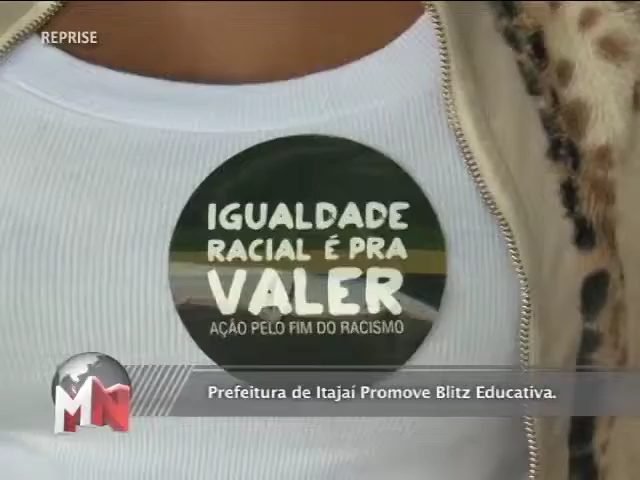 REPRISE
IGUALDADE
RACIAL É PRA
VALER
AÇÃO PELO FIM DO RACISMO
Prefeitura de Itajaí Promove Blitz Educativa.
MN